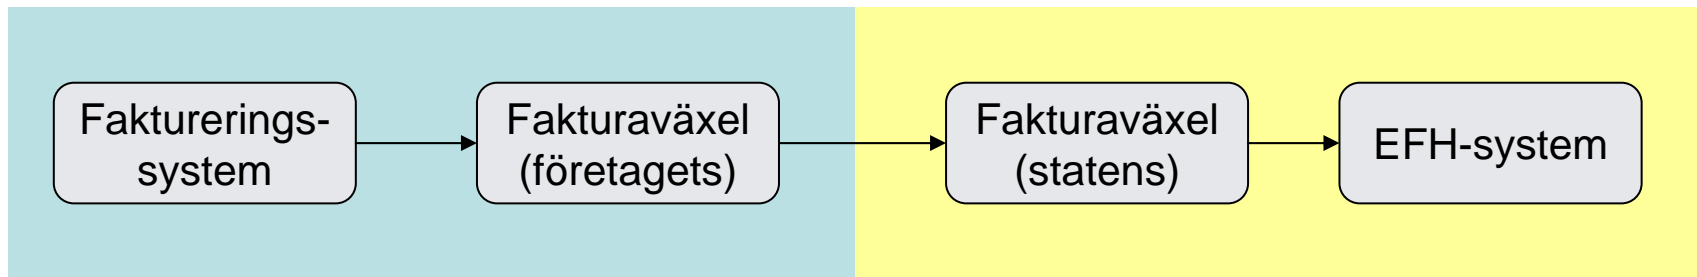 Fakturerings-
system
Fakturaväxel
(företagets)
Fakturaväxel
(statens)
EFH-system